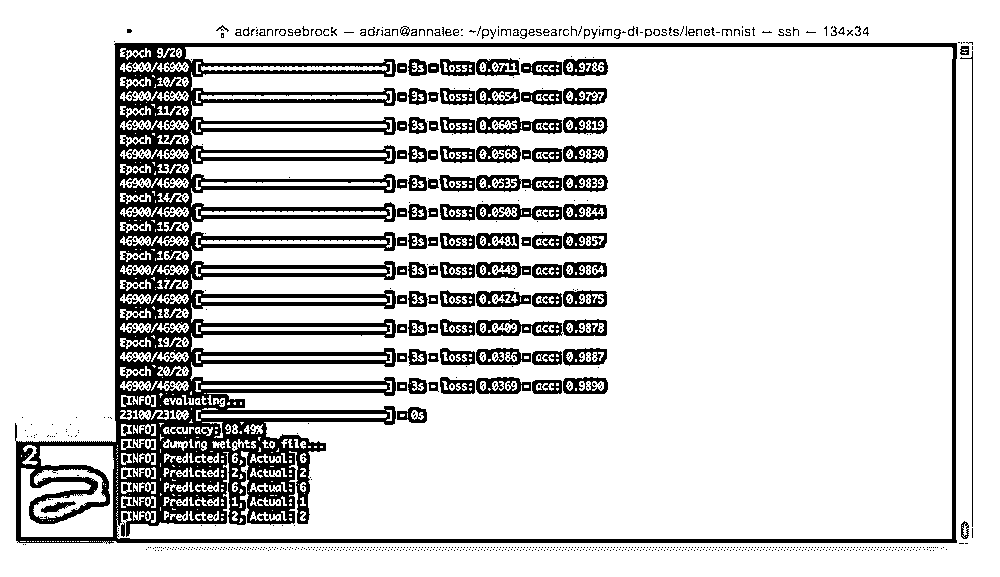 adrianrosebrock — adrian@annalee: ~/pyimagesearch/pyimg-dt-posts/lenet-mnist — ssh — 134×34
Epoch 9/20
46900/46900 [==============================] - 3s - loss: 0.0711 - acc: 0.9786
Epoch 10/20
46900/46900 [==============================] - 3s - loss: 0.0654 - acc: 0.9797
Epoch 11/20
46900/46900 [==============================] - 3s - loss: 0.0605 - acc: 0.9819
Epoch 12/20
46900/46900 [==============================] - 3s - loss: 0.0568 - acc: 0.9830
Epoch 13/20
46900/46900 [==============================] - 3s - loss: 0.0535 - acc: 0.9839
Epoch 14/20
46900/46900 [==============================] - 3s - loss: 0.0508 - acc: 0.9844
Epoch 15/20
46900/46900 [==============================] - 3s - loss: 0.0481 - acc: 0.9857
Epoch 16/20
46900/46900 [==============================] - 3s - loss: 0.0449 - acc: 0.9864
Epoch 17/20
46900/46900 [==============================] - 3s - loss: 0.0424 - acc: 0.9875
Epoch 18/20
46900/46900 [==============================] - 3s - loss: 0.0409 - acc: 0.9878
Epoch 19/20
46900/46900 [==============================] - 3s - loss: 0.0386 - acc: 0.9887
Epoch 20/20
46900/46900 [==============================] - 3s - loss: 0.0369 - acc: 0.9890
[INFO] evaluating...
23100/23100 [==============================] - 0s
[INFO] accuracy: 98.49%
[INFO] dumping weights to file...
[INFO] Predicted: 6, Actual: 6
[INFO] Predicted: 2, Actual: 2
[INFO] Predicted: 6, Actual: 6
[INFO] Predicted: 1, Actual: 1
[INFO] Predicted: 2, Actual: 2
2
2